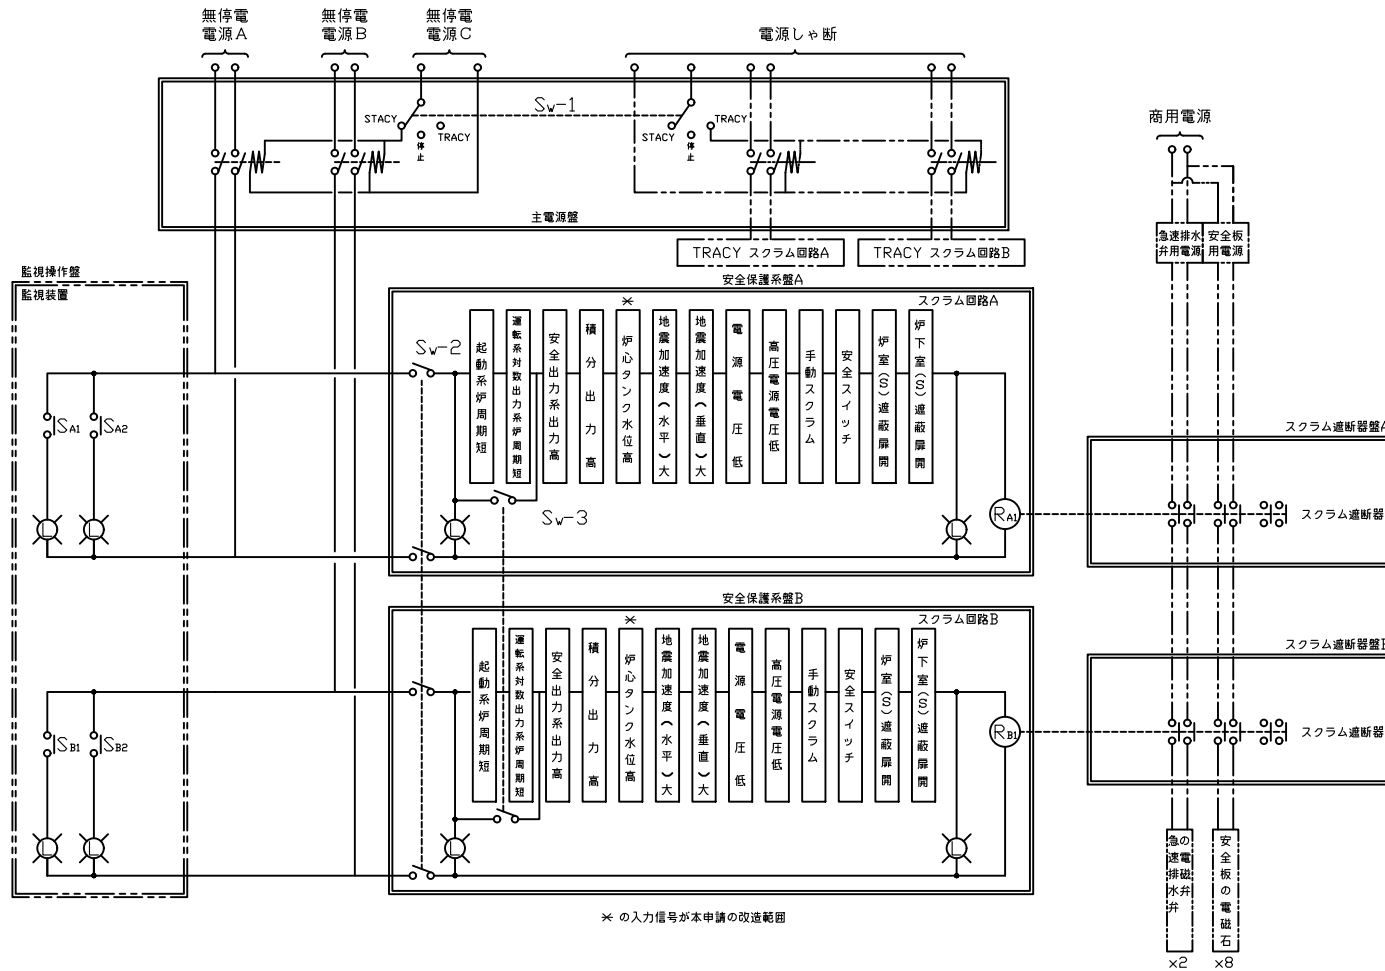 無停電
電源A
無停電
電源B
無停電
電源C
電源しゃ断
STACY
停止
TRACY
Sw-1
STACY
停止
TRACY
主電源盤
TRACY スクラム回路A
TRACY スクラム回路B
商用電源
急速排水
弁用電源
安全板
用電源
監視操作盤
監視装置
SA1
SA2
L
L
SB1
SB2
L
L
安全保護系盤A
スクラム回路A
Sw-2
起動系炉周期短
運転系対数出力系炉周期短
安全出力系出力高
積分出力高
※
炉心タンク水位高
地震加速度(水平)大
地震加速度(垂直)大
電源電圧低
高圧電源電圧低
手動スクラム
安全スイッチ
炉室(S)遮蔽扉開
炉下室(S)遮蔽扉開
Sw-3
L
L
RA1
安全保護系盤B
スクラム回路B
起動系炉周期短
運転系対数出力系炉周期短
安全出力系出力高
積分出力高
※
炉心タンク水位高
地震加速度(水平)大
地震加速度(垂直)大
電源電圧低
高圧電源電圧低
手動スクラム
安全スイッチ
炉室(S)遮蔽扉開
炉下室(S)遮蔽扉開
L
L
RB1
スクラム遮断器盤A
スクラム遮断器
スクラム遮断器盤B
スクラム遮断器
急速排水弁
の電磁弁
×2
安全板の電磁石
×8
※ の入力信号が本申請の改造範囲